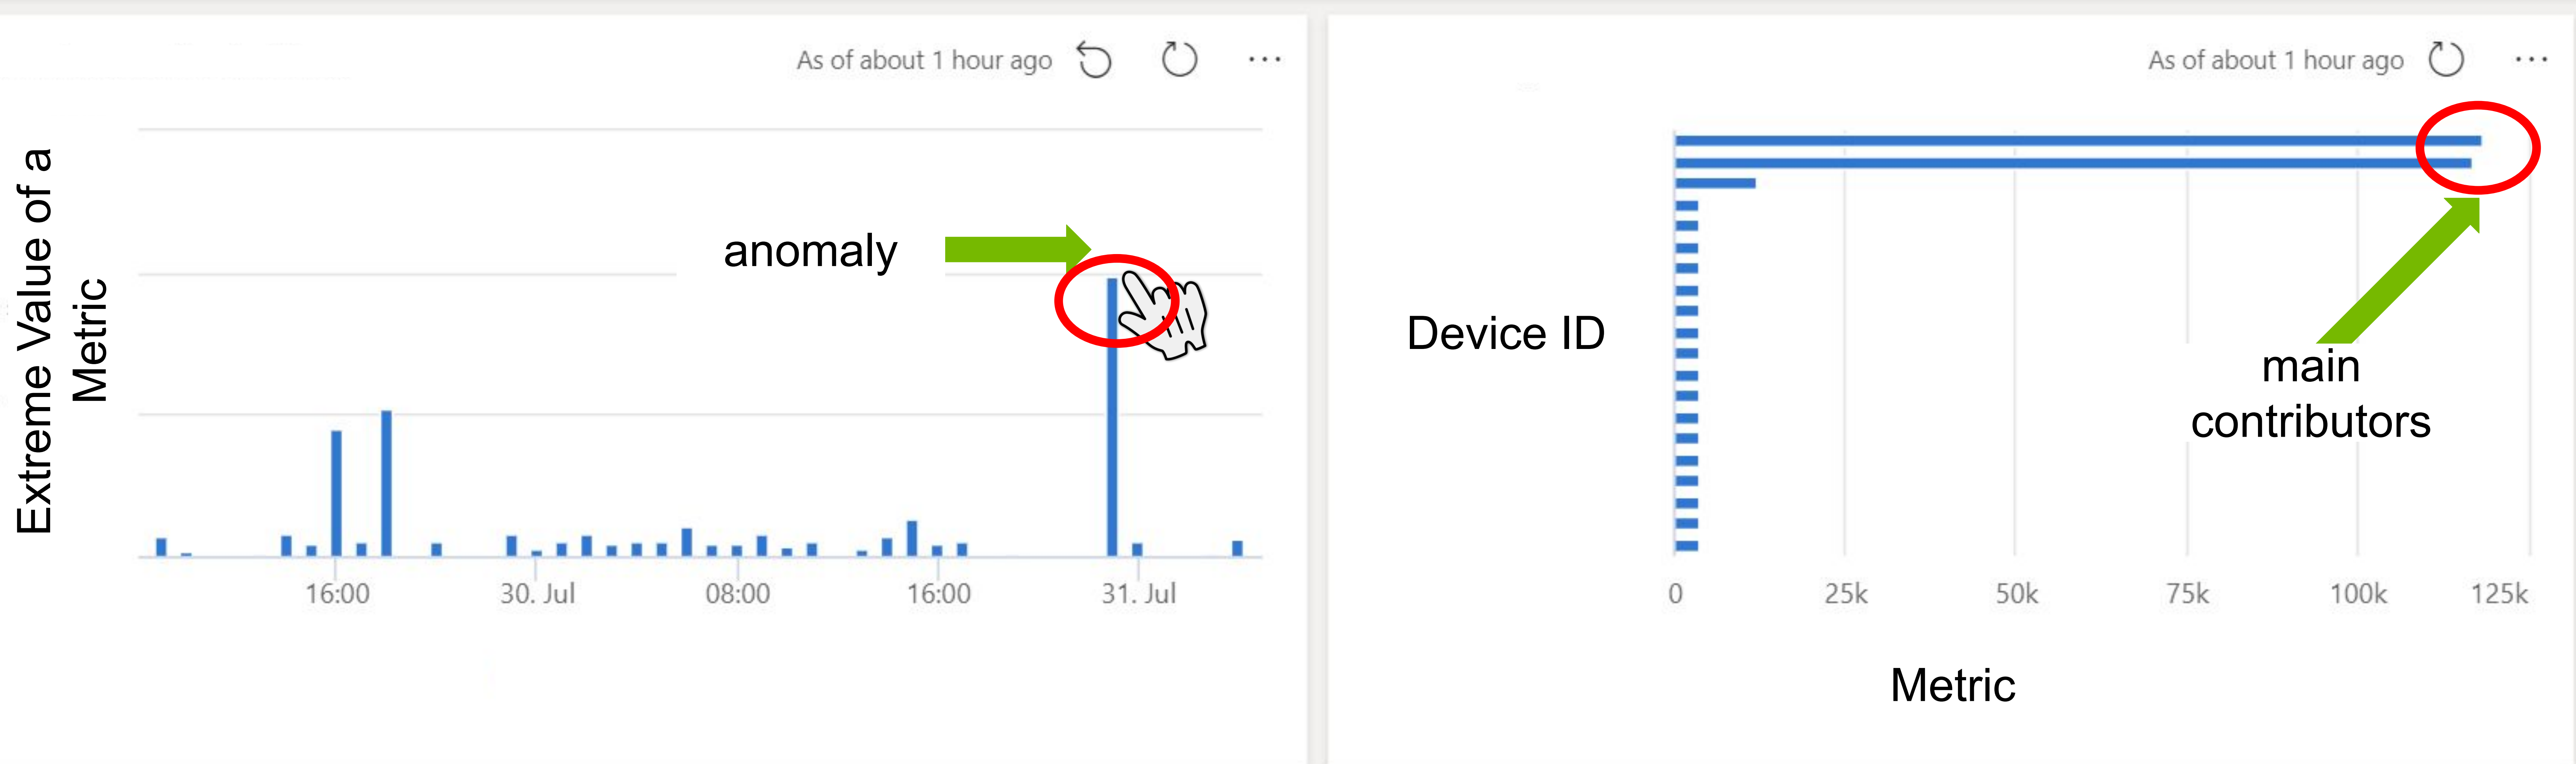 As of about 1 hour ago
Extreme Value of a
Metric
anomaly
16:00
30. Jul
08:00
16:00
31. Jul
As of about 1 hour ago
Device ID
main
contributors
0
25k
50k
75k
100k
125k
Metric